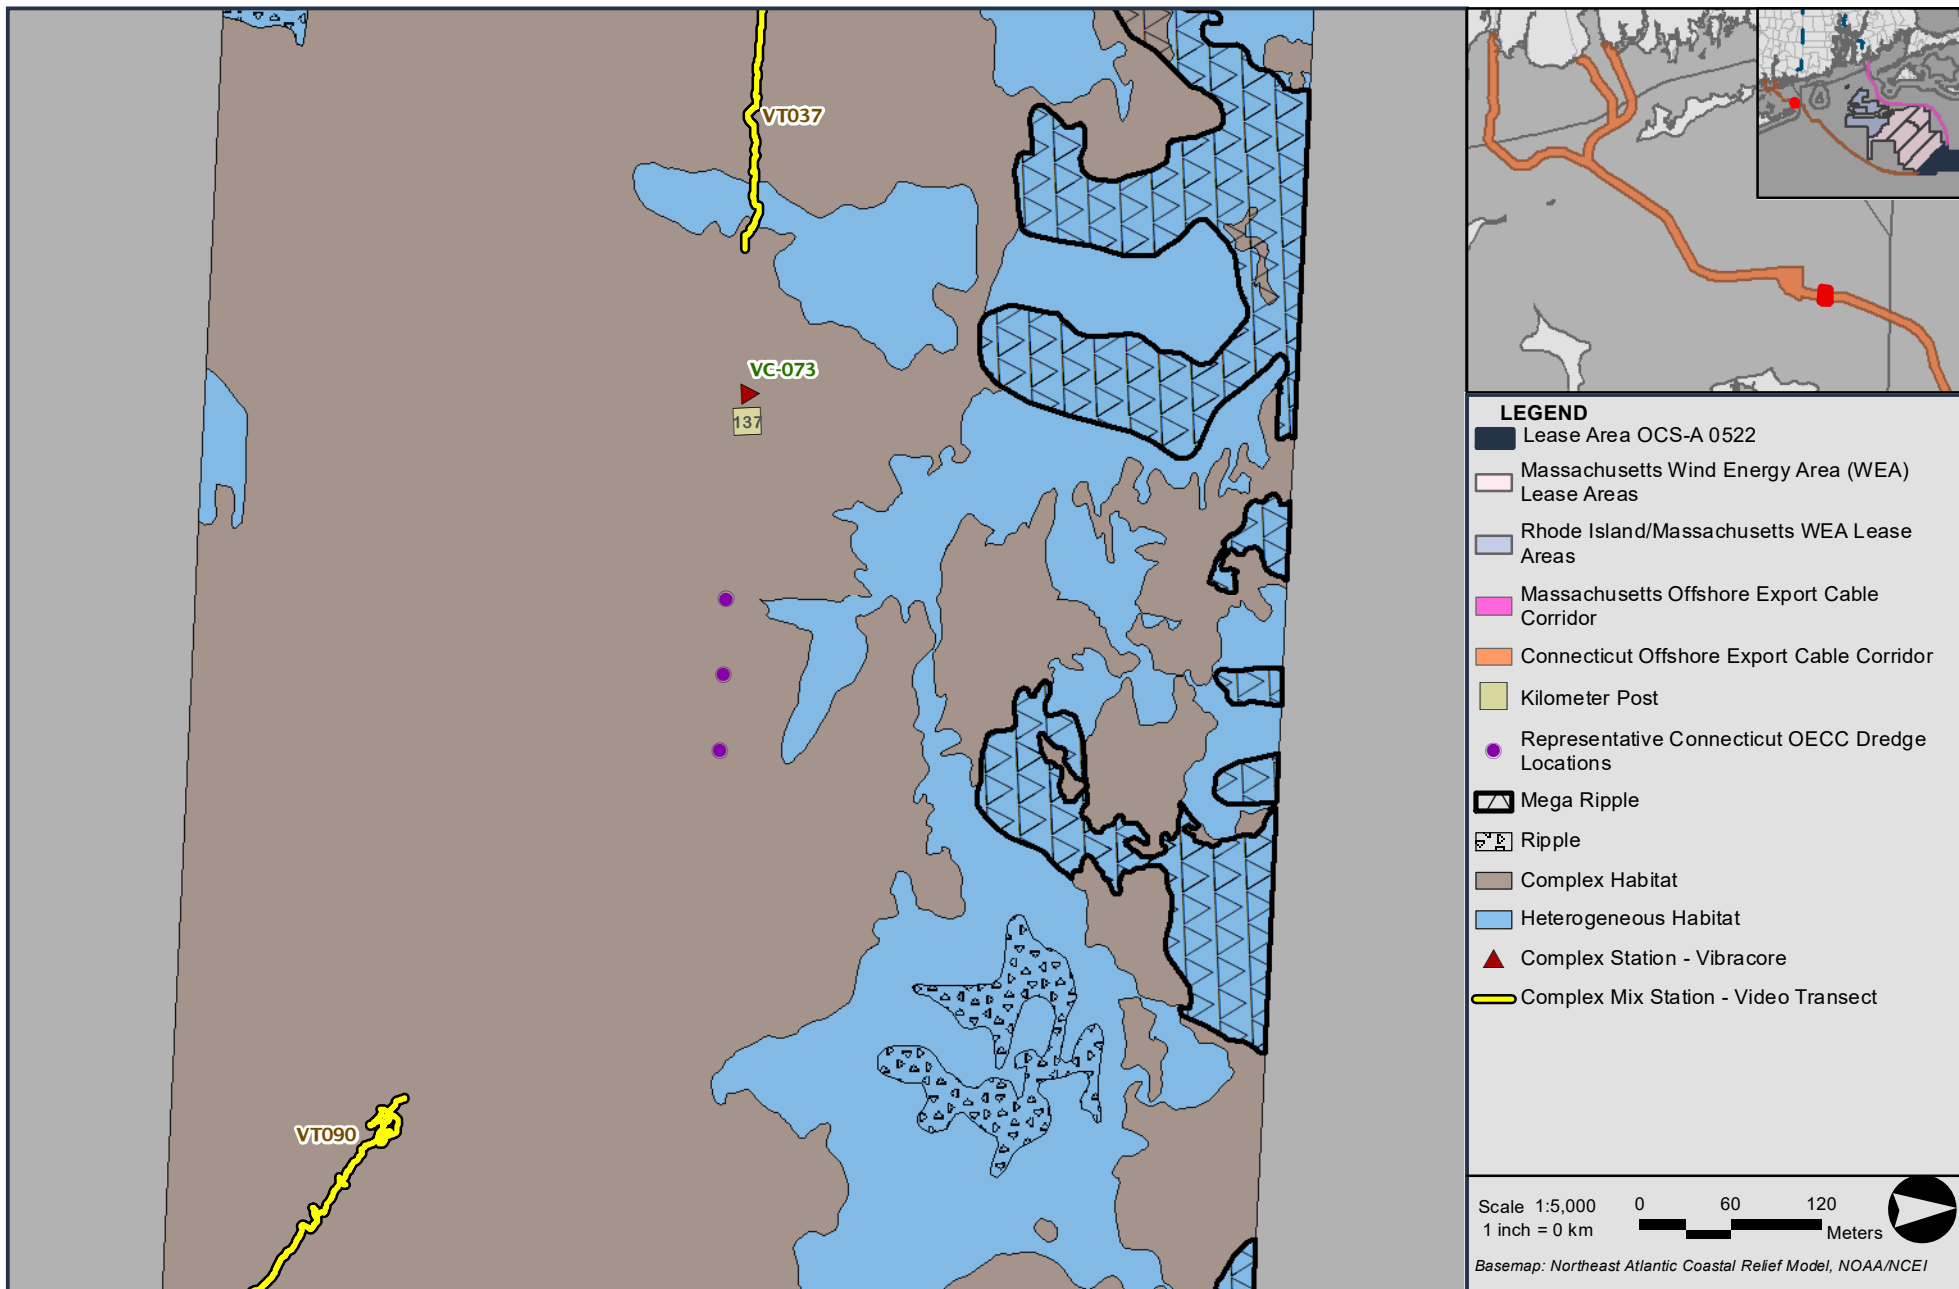 VT037
VC-073
137
VT090
LEGEND
Lease Area OCS-A 0522
Massachusetts Wind Energy Area (WEA)
Lease Areas
Rhode Island/Massachusetts WEA Lease
Areas
Massachusetts Offshore Export Cable
Corridor
Connecticut Offshore Export Cable Corridor
Kilometer Post
Representative Connecticut OECC Dredge
Locations
Mega Ripple
Ripple
Complex Habitat
Heterogeneous Habitat
Complex Station - Vibracore
Complex Mix Station - Video Transect
Scale 1:5,000
1 inch = 0 km
0 60 120
Meters
Basemap: Northeast Atlantic Coastal Relief Model, NOAA/NCEI